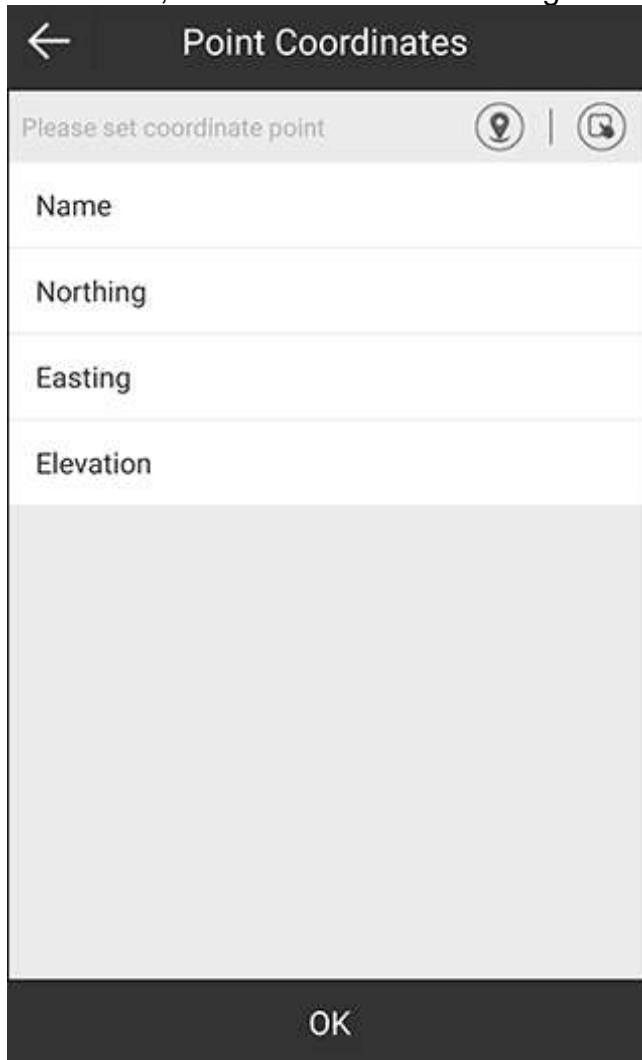 Point Coordinates
Please set coordinate point
Name
Northing
Easting
Elevation
OK